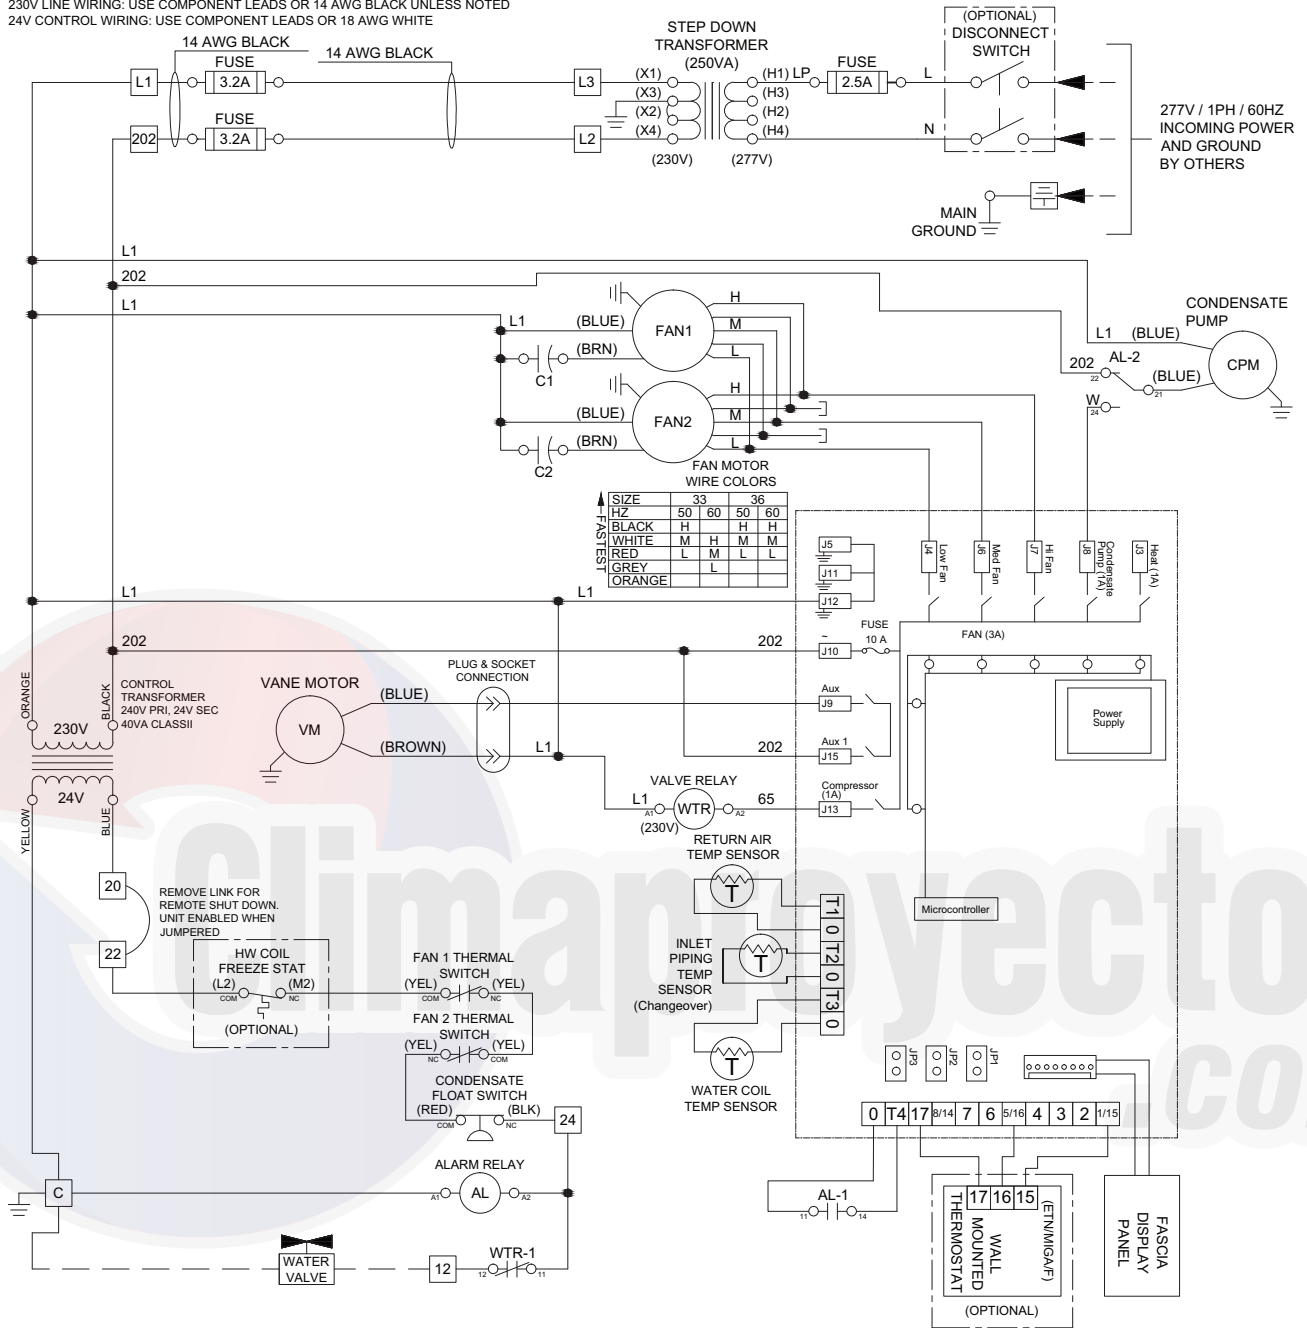 230V LINE WIRING: USE COMPONENT LEADS OR 14 AWG BLACK UNLESS NOTED
24V CONTROL WIRING: USE COMPONENT LEADS OR 18 AWG WHITE
14 AWG BLACK
14 AWG BLACK
L1
FUSE
3.2A
202
FUSE
3.2A
L3
L2
STEP DOWN
TRANSFORMER
(250VA)
(X1)
(X3)
(X2)
(X4)
(230V)
(H1)
(H3)
(H2)
(H4)
(277V)
LP
FUSE
2.5A
L
N
(OPTIONAL)
DISCONNECT
SWITCH
277V / 1PH / 60HZ
INCOMING POWER
AND GROUND
BY OTHERS
MAIN
GROUND
L1
202
L1
L1
(BLUE)
(BRN)
C1
FAN1
H
M
L
(BLUE)
(BRN)
C2
FAN2
H
M
L
CONDENSATE
PUMP
L1 (BLUE)
202
22
AL-2
21
(BLUE)
CPM
W
24
FAN MOTOR
WIRE COLORS
FASTEST
SIZE 33 36
HZ 50 60 50 60
BLACK H H H
WHITE M H M M
RED L M L L
GREY L
ORANGE
J5
J11
J12
L1
L1
J4
Low Fan
J6
Med Fan
J7
Hi Fan
J8
Condensate
Pump (1A)
J3
Heat (1A)
FUSE
10 A
FAN (3A)
202
202
~
J10
Aux
J9
202
Aux 1
J15
Compressor
(1A)
J13
Power
Supply
Microcontroller
PLUG & SOCKET
CONNECTION
VANE MOTOR
VM
(BLUE)
(BROWN)
L1
ORANGE
BLACK
CONTROL
TRANSFORMER
240V PRI, 24V SEC
40VA CLASSII
230V
24V
YELLOW
BLUE
VALVE RELAY
L1
A1
WTR
A2
65
(230V)
RETURN AIR
TEMP SENSOR
T
INLET
PIPING
TEMP
SENSOR
(Changeover)
T
T
WATER COIL
TEMP SENSOR
T1
0
T2
0
T3
0
20
22
REMOVE LINK FOR
REMOTE SHUT DOWN.
UNIT ENABLED WHEN
JUMPERED
HW COIL
FREEZE STAT
(L2)
COM
(M2)
NC
(OPTIONAL)
FAN 1 THERMAL
SWITCH
(YEL)
COM
(YEL)
NC
FAN 2 THERMAL
SWITCH
(YEL)
NC
(YEL)
COM
CONDENSATE
FLOAT SWITCH
(RED)
COM
(BLK)
NC
24
ALARM RELAY
A1
AL
A2
C
WATER
VALVE
12
WTR-1
12
11
JP3
JP2
JP1
0 T4 17 8/14 7 6 5/16 4 3 2 1/15
AL-1
11
14
17 16 15
WALL
MOUNTED
THERMOSTAT
(ETN/MIGA/F)
(OPTIONAL)
FASCIA
DISPLAY
PANEL
Climaproyecto
.co